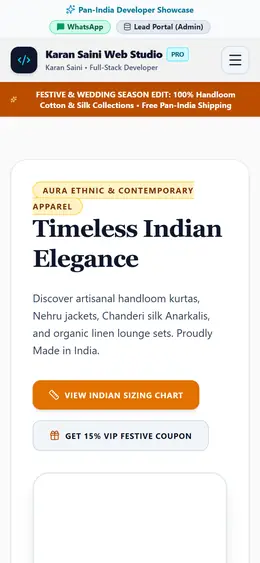 Pan-India Developer Showcase
WhatsApp
Lead Portal (Admin)
</>
Karan Saini Web Studio
PRO
Karan Saini • Full-Stack Developer
FESTIVE & WEDDING SEASON EDIT: 100% Handloom
Cotton & Silk Collections • Free Pan-India Shipping
AURA ETHNIC & CONTEMPORARY
APPAREL
Timeless Indian
Elegance
Discover artisanal handloom kurtas,
Nehru jackets, Chanderi silk Anarkalis,
and organic linen lounge sets. Proudly
Made in India.
VIEW INDIAN SIZING CHART
GET 15% VIP FESTIVE COUPON